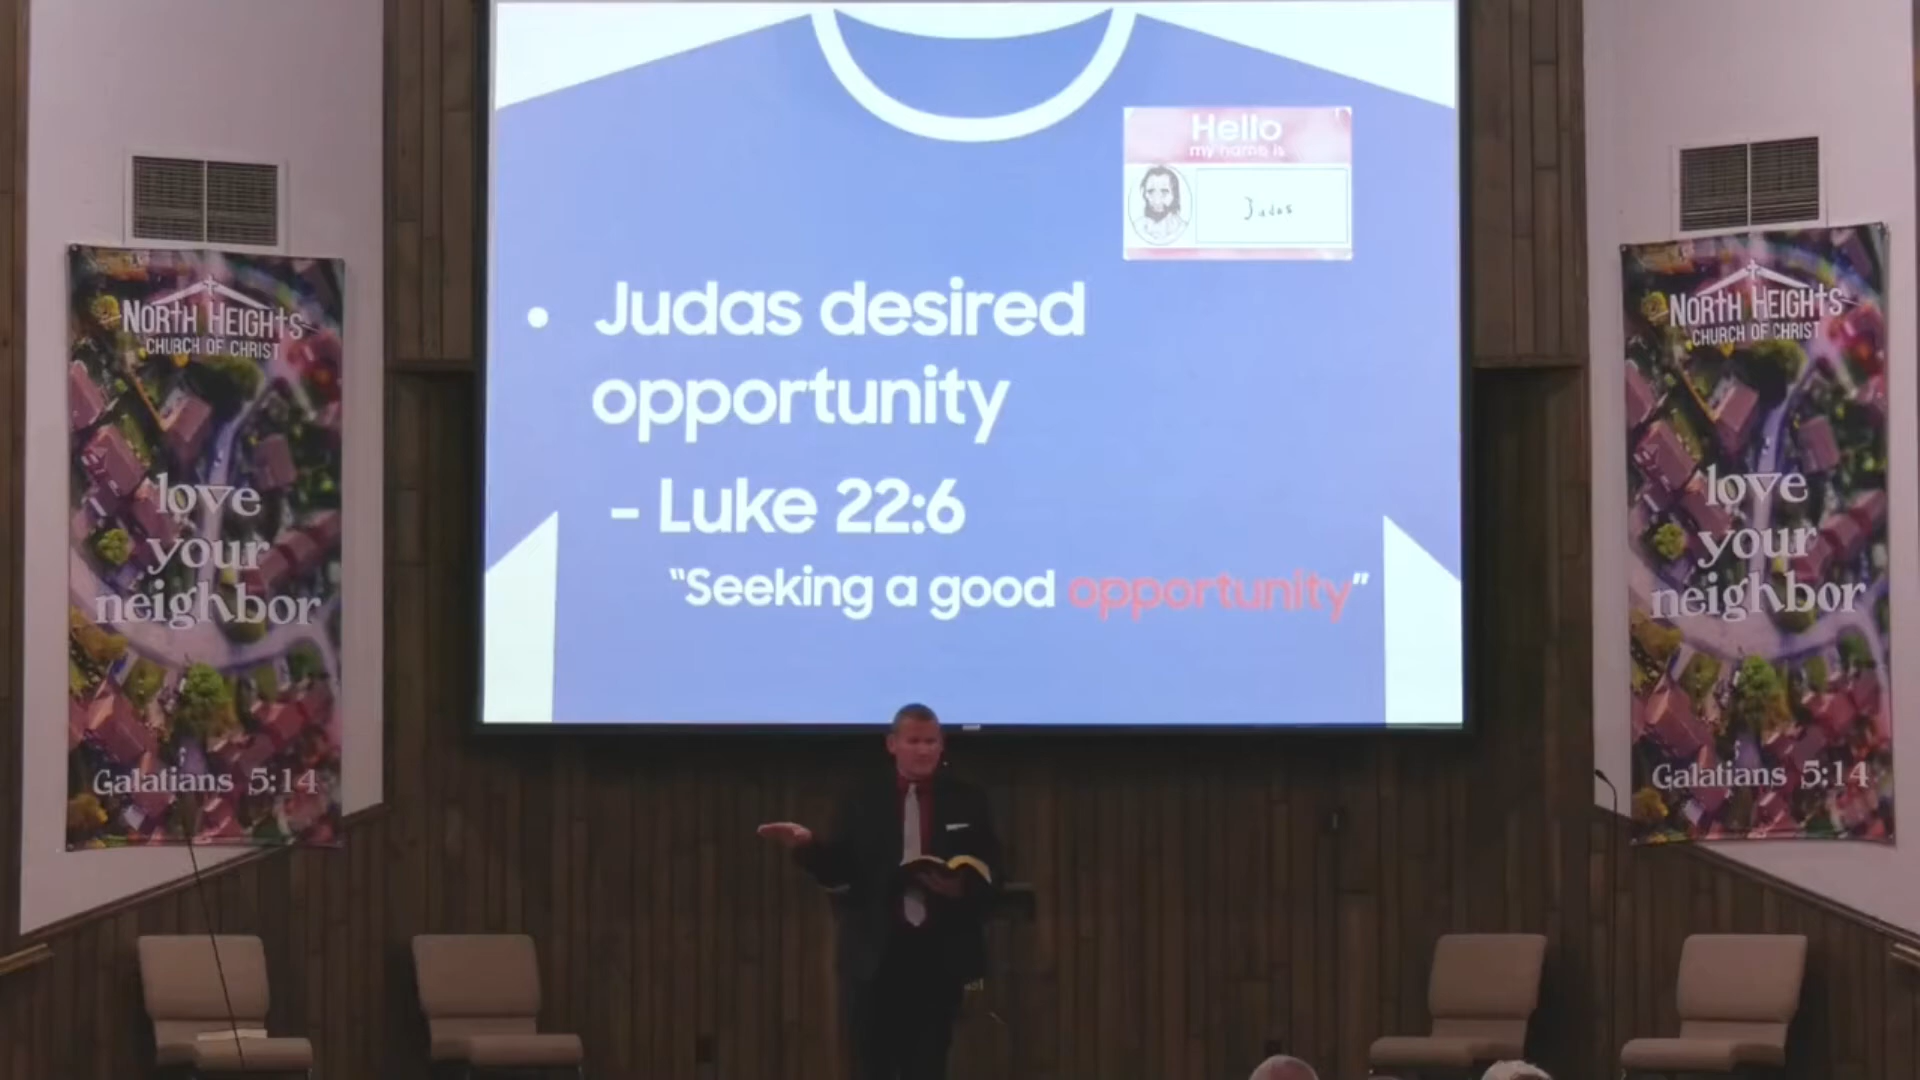 Hello
my name is
Judas
• Judas desired
opportunity
- Luke 22:6
“Seeking a good opportunity”
NORTH HEIGHTS
CHURCH OF CHRIST
love
your
neighbor
Galatians 5:14
NORTH HEIGHTS
CHURCH OF CHRIST
love
your
neighbor
Galatians 5:14